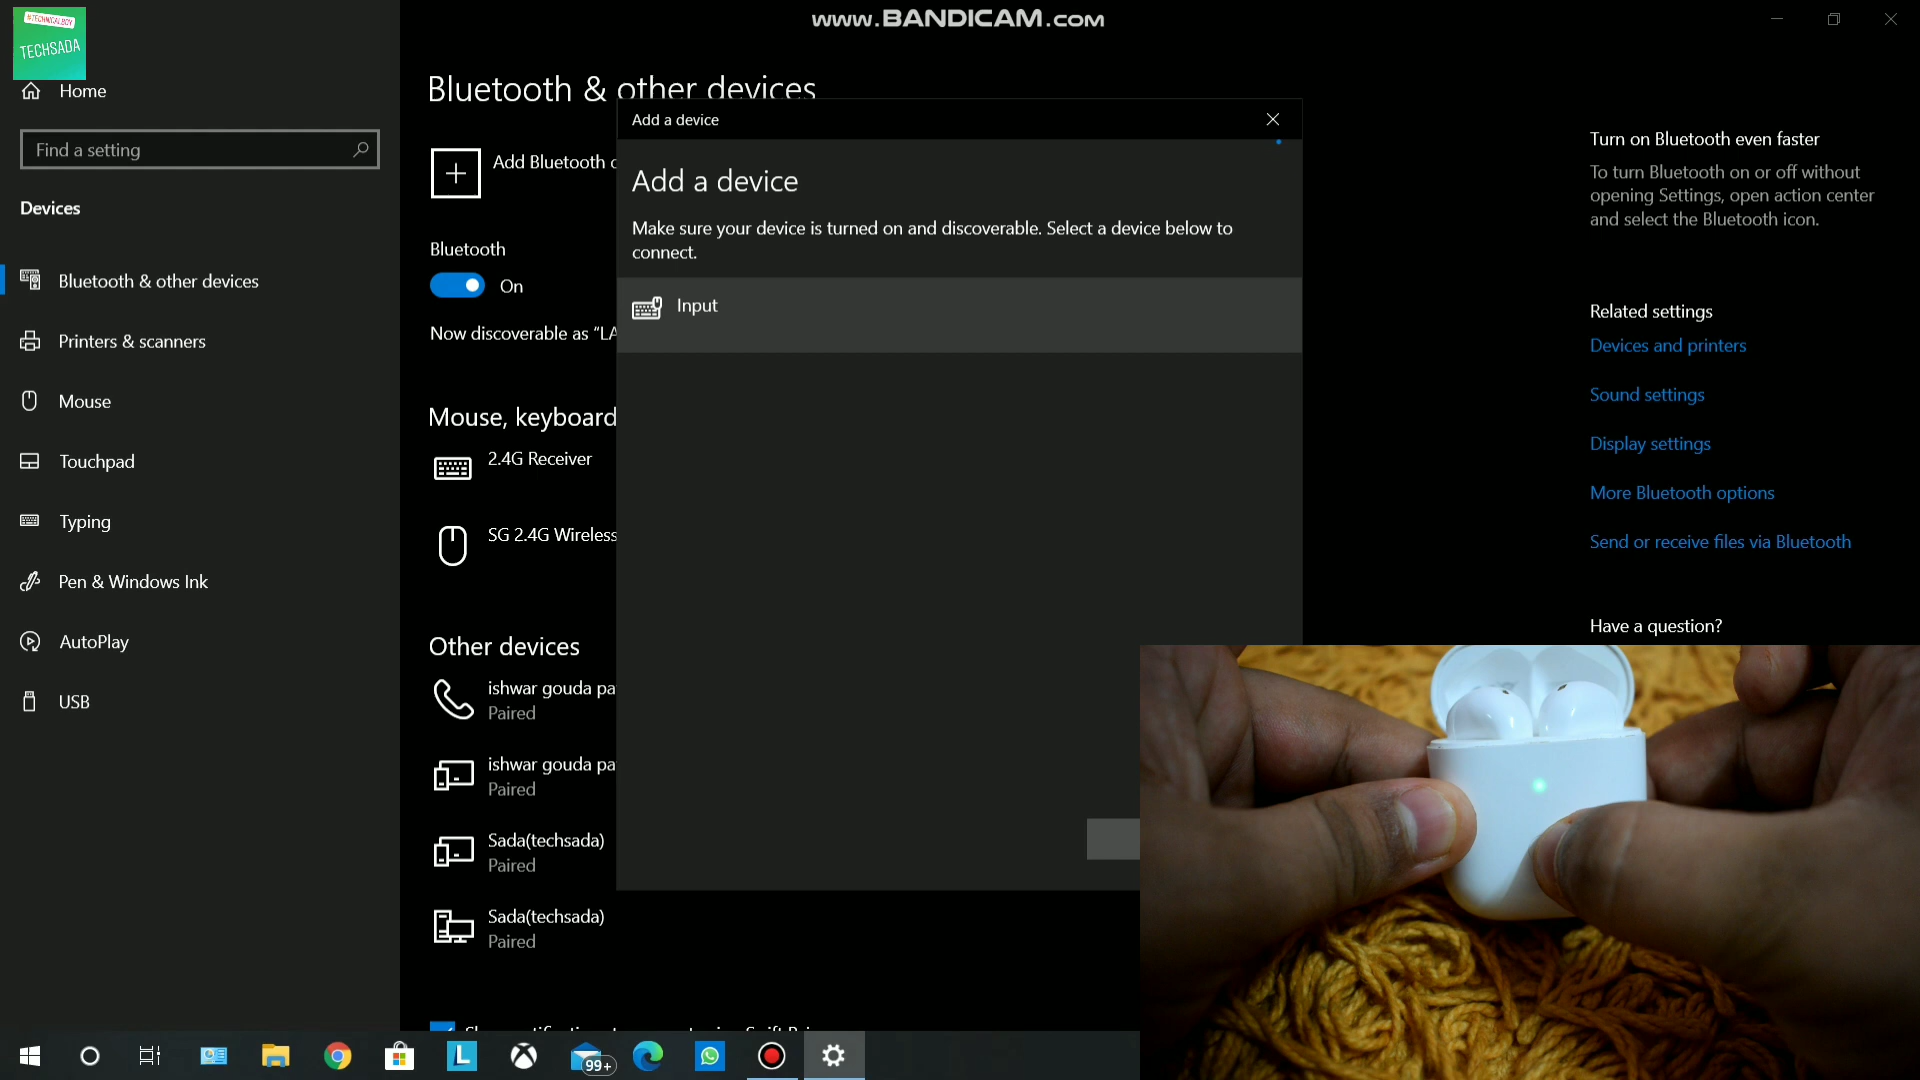 #TECHNICALBOY
TECHSADA
www.BANDICAM.com
Home
Find a setting
Devices
Bluetooth & other devices
Printers & scanners
Mouse
Touchpad
Typing
Pen & Windows Ink
AutoPlay
USB
Bluetooth & other devices
Add Bluetooth
Bluetooth
On
Now discoverable as “LA
Mouse, keyboard
2.4G Receiver
SG 2.4G Wireless
Other devices
ishwar gouda pa
Paired
ishwar gouda pa
Paired
Sada(techsada)
Paired
Sada(techsada)
Paired
Add a device
Add a device
Make sure your device is turned on and discoverable. Select a device below to
connect.
Input
Turn on Bluetooth even faster
To turn Bluetooth on or off without
opening Settings, open action center
and select the Bluetooth icon.
Related settings
Devices and printers
Sound settings
Display settings
More Bluetooth options
Send or receive files via Bluetooth
Have a question?
L
99+